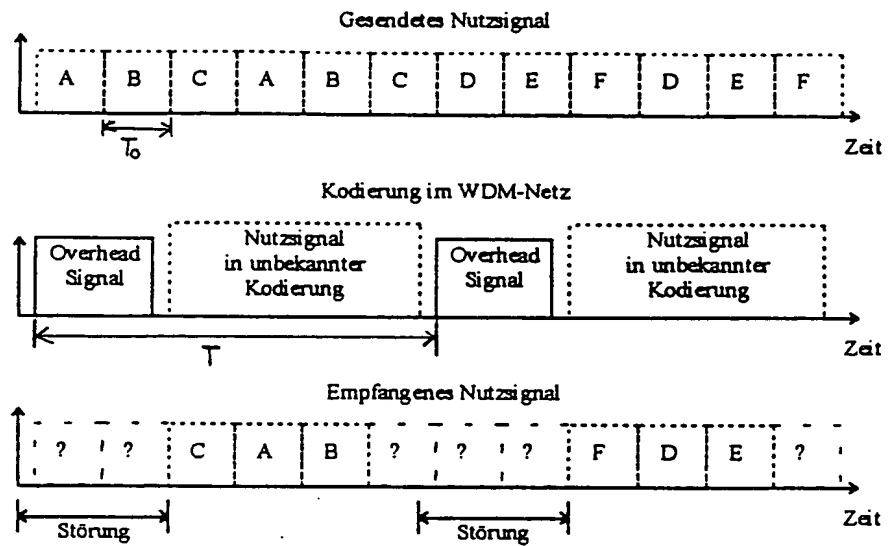 Gesendetes Nutzsignal
A B C A B C D E F D E F
To
Zeit
Kodierung im WDM-Netz
Overhead
Signal
Nutzsignal
in unbekannter
Kodierung
Overhead
Signal
Nutzsignal
in unbekannter
Kodierung
T
Zeit
Empfangenes Nutzsignal
? ? C A B ? ? ? F D E ?
Störung
Störung
Zeit